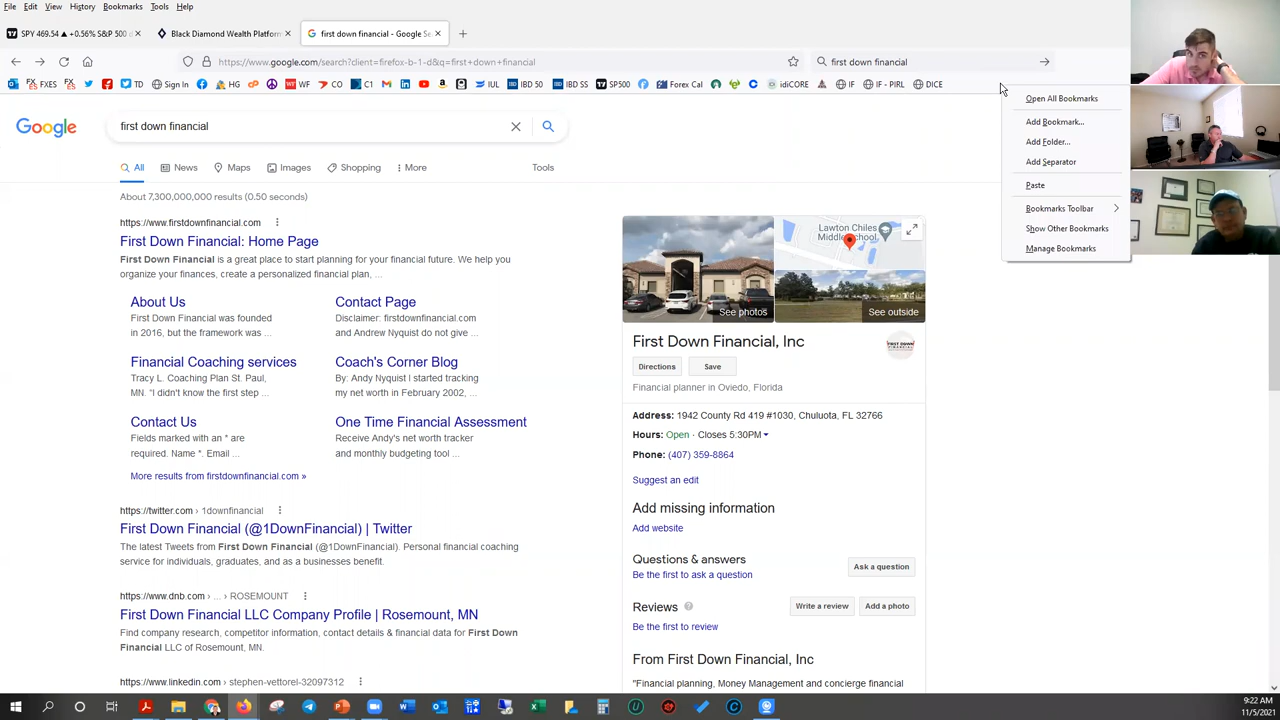 File Edit View History Bookmarks Tools Help
SPY 469.54 ▲ +0.56% S&P 500
Black Diamond Wealth Platform
first down financial - Google Se
https://www.google.com/search?client=firefox-b-1-d&q=first+down+financial
first down financial
FXES TD Sign In HG WF CO C1 IUL IBD 50 IBD SS SP500 Forex Cal idiCORE IF IF - PIRL DICE
Open All Bookmarks
Add Bookmark...
Add Folder...
Add Separator
Paste
Bookmarks Toolbar
Show Other Bookmarks
Manage Bookmarks
Google
first down financial
All News Maps Images Shopping More Tools
About 7,300,000,000 results (0.50 seconds)
https://www.firstdownfinancial.com
First Down Financial: Home Page
First Down Financial is a great place to start planning for your financial future. We help you
organize your finances, create a personalized financial plan, ...
About Us
First Down Financial was founded
in 2016, but the framework was ...
Contact Page
Disclaimer: firstdownfinancial.com
and Andrew Nyquist do not give ...
Financial Coaching services
Tracy L. Coaching Plan St. Paul,
MN. "I didn't know the first step ...
Coach's Corner Blog
By: Andy Nyquist I started tracking
my net worth in February 2002, ...
Contact Us
Fields marked with an * are
required. Name *. Email ...
One Time Financial Assessment
Receive Andy's net worth tracker
and monthly budgeting tool ...
More results from firstdownfinancial.com »
https://twitter.com › 1downfinancial
First Down Financial (@1DownFinancial) | Twitter
The latest Tweets from First Down Financial (@1DownFinancial). Personal financial coaching
service for individuals, graduates, and as a businesses benefit.
https://www.dnb.com › ... › ROSEMOUNT
First Down Financial LLC Company Profile | Rosemount, MN
Find company research, competitor information, contact details & financial data for First Down
Financial LLC of Rosemount, MN.
https://www.linkedin.com › stephen-vettorel-32097312
Lawton Chiles
Middle School
See photos
See outside
First Down Financial, Inc
FIRST DOWN
Directions
Save
Financial planner in Oviedo, Florida
Address: 1942 County Rd 419 #1030, Chuluota, FL 32766
Hours: Open · Closes 5:30PM
Phone: (407) 359-8864
Suggest an edit
Add missing information
Add website
Questions & answers
Be the first to ask a question
Ask a question
Reviews
Write a review
Add a photo
Be the first to review
From First Down Financial, Inc
"Financial planning, Money Management and concierge financial
9:22 AM
11/5/2021